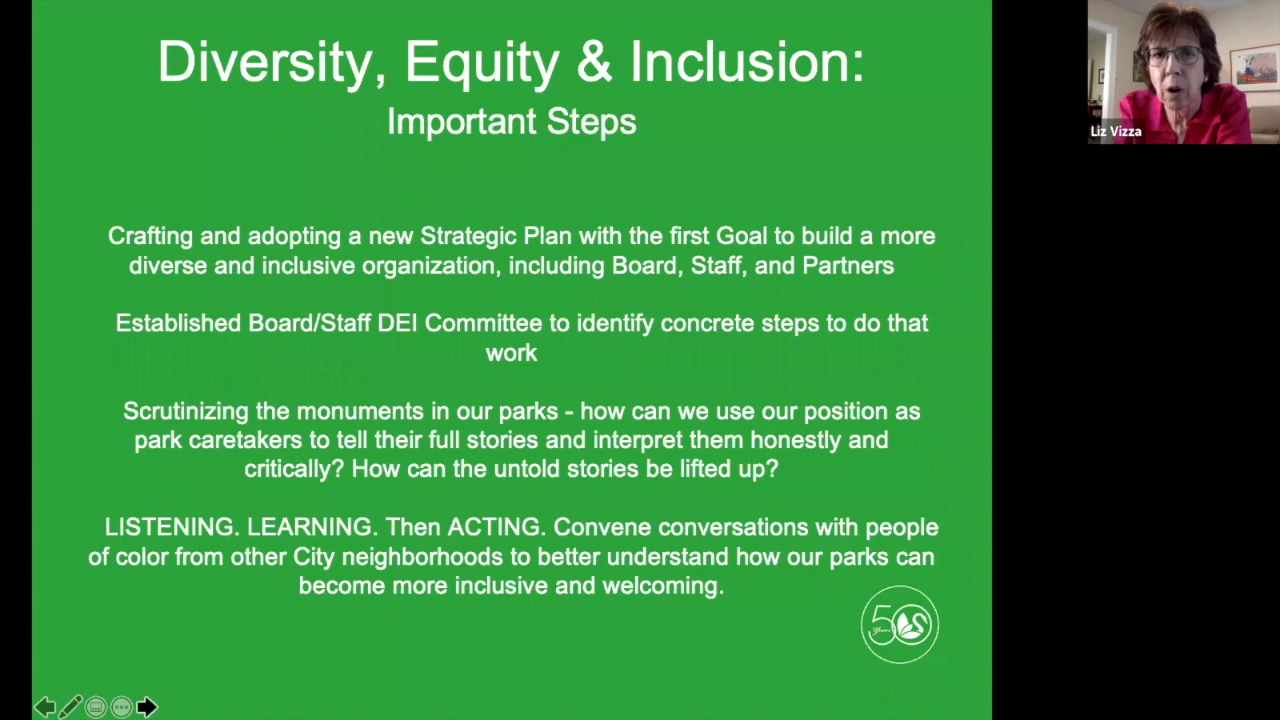 Diversity, Equity & Inclusion:
Important Steps
Liz Vizza
Crafting and adopting a new Strategic Plan with the first Goal to build a more
diverse and inclusive organization, including Board, Staff, and Partners
Established Board/Staff DEI Committee to identify concrete steps to do that
work
Scrutinizing the monuments in our parks - how can we use our position as
park caretakers to tell their full stories and interpret them honestly and
critically? How can the untold stories be lifted up?
LISTENING. LEARNING. Then ACTING. Convene conversations with people
of color from other City neighborhoods to better understand how our parks can
become more inclusive and welcoming.
50
Years